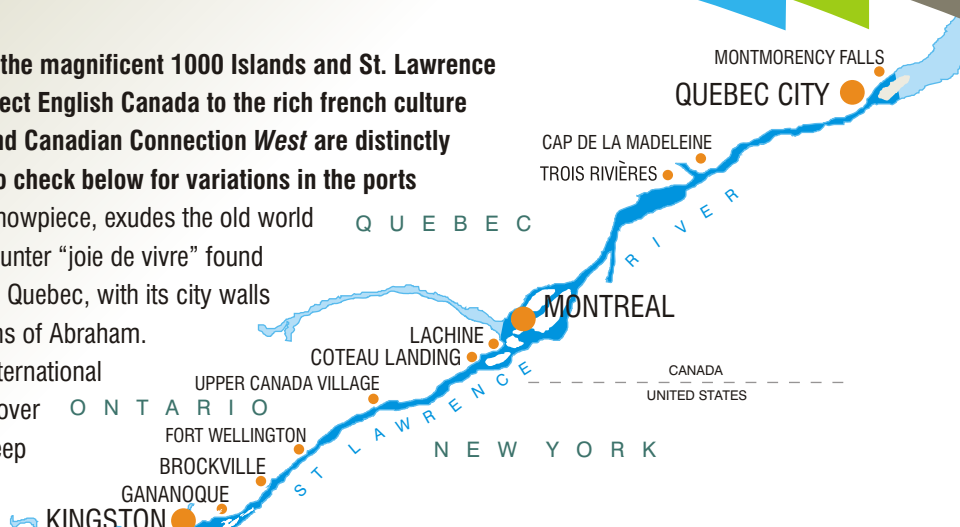 the magnificent 1000 Islands and St. Lawrence
ect English Canada to the rich french culture
nd Canadian Connection West are distinctly
o check below for variations in the ports
howpiece, exudes the old world
unter “joie de vivre” found
Quebec, with its city walls
ns of Abraham.
ternational
over
eep
MONTMORENCY FALLS
QUEBEC CITY
CAP DE LA MADELEINE
TROIS RIVIÈRES
QUEBEC
RIVER
MONTREAL
LACHINE
COTEAU LANDING
CANADA
UNITED STATES
UPPER CANADA VILLAGE
ONTARIO
ST LAWRENCE
FORT WELLINGTON
NEW YORK
BROCKVILLE
GANANOQUE
KINGSTON